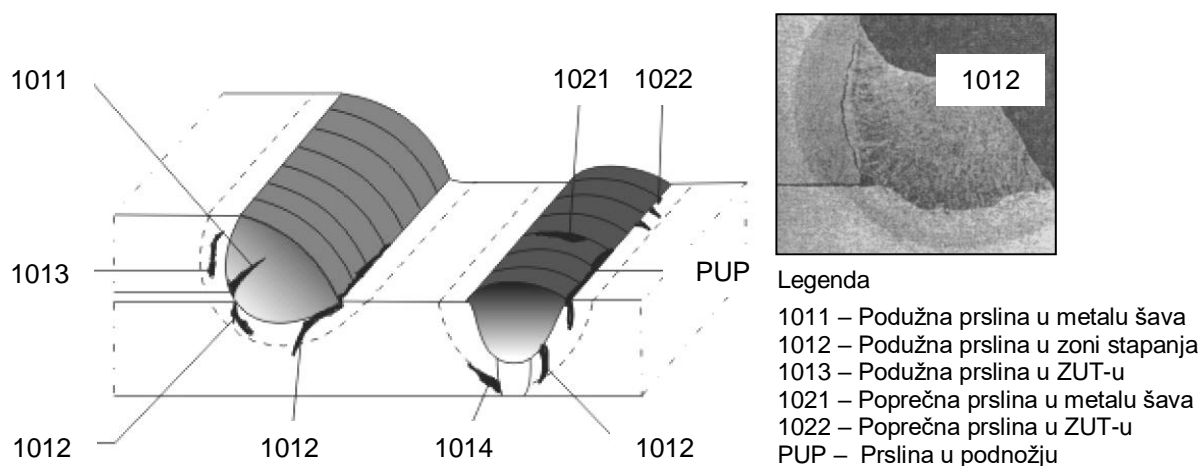 1011
1021
1022
1012
1013
PUP
1012
1012
1014
1012
Legenda
1011 – Podužna prslina u metalu šava
1012 – Podužna prslina u zoni stapanja
1013 – Podužna prslina u ZUT-u
1021 – Poprečna prslina u metalu šava
1022 – Poprečna prslina u ZUT-u
PUP – Prslina u podnožju